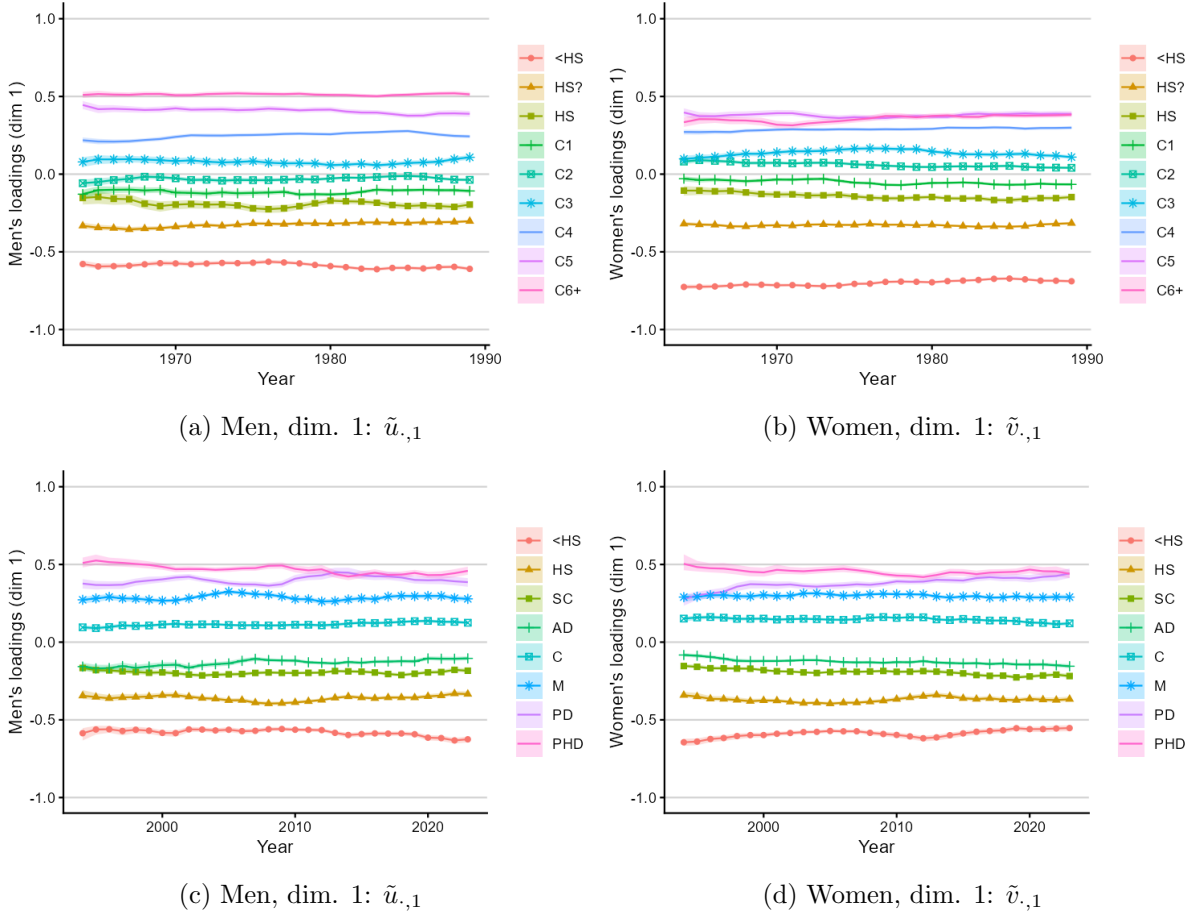 Men's loadings (dim 1)
1.0
0.5
0.0
-0.5
-1.0
1970
1980
1990
Year
<HS
HS?
HS
C1
C2
C3
C4
C5
C6+
(a) Men, dim. 1: ũ·,1
Women's loadings (dim 1)
1.0
0.5
0.0
-0.5
-1.0
1970
1980
1990
Year
<HS
HS?
HS
C1
C2
C3
C4
C5
C6+
(b) Women, dim. 1: ṽ·,1
Men's loadings (dim 1)
1.0
0.5
0.0
-0.5
-1.0
2000
2010
2020
Year
<HS
HS
SC
AD
C
M
PD
PHD
(c) Men, dim. 1: ũ·,1
Women's loadings (dim 1)
1.0
0.5
0.0
-0.5
-1.0
2000
2010
2020
Year
<HS
HS
SC
AD
C
M
PD
PHD
(d) Women, dim. 1: ṽ·,1